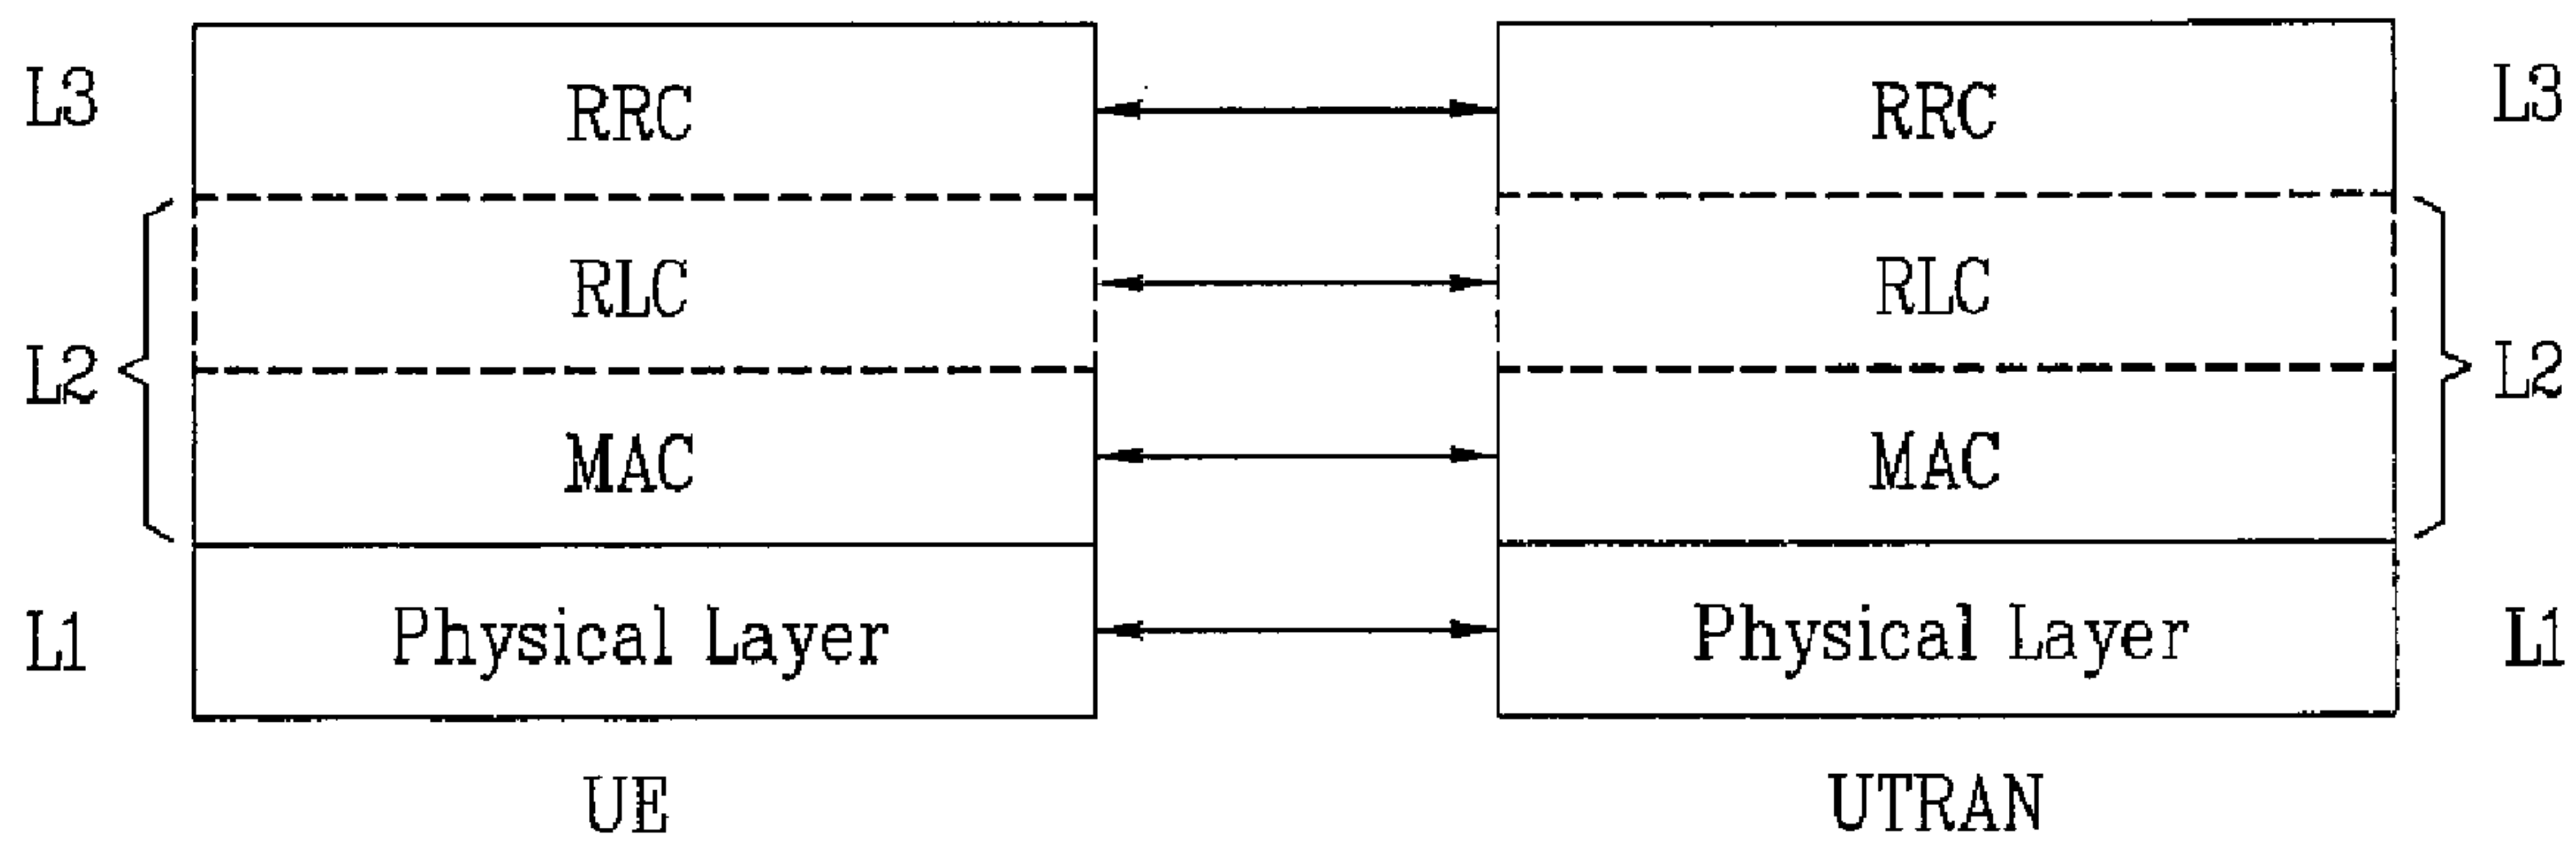 L3 RRC RRC L3
RLC RLC
L2 L2
MAC MAC
L1 Physical Layer Physical Layer L1
UE UTRAN